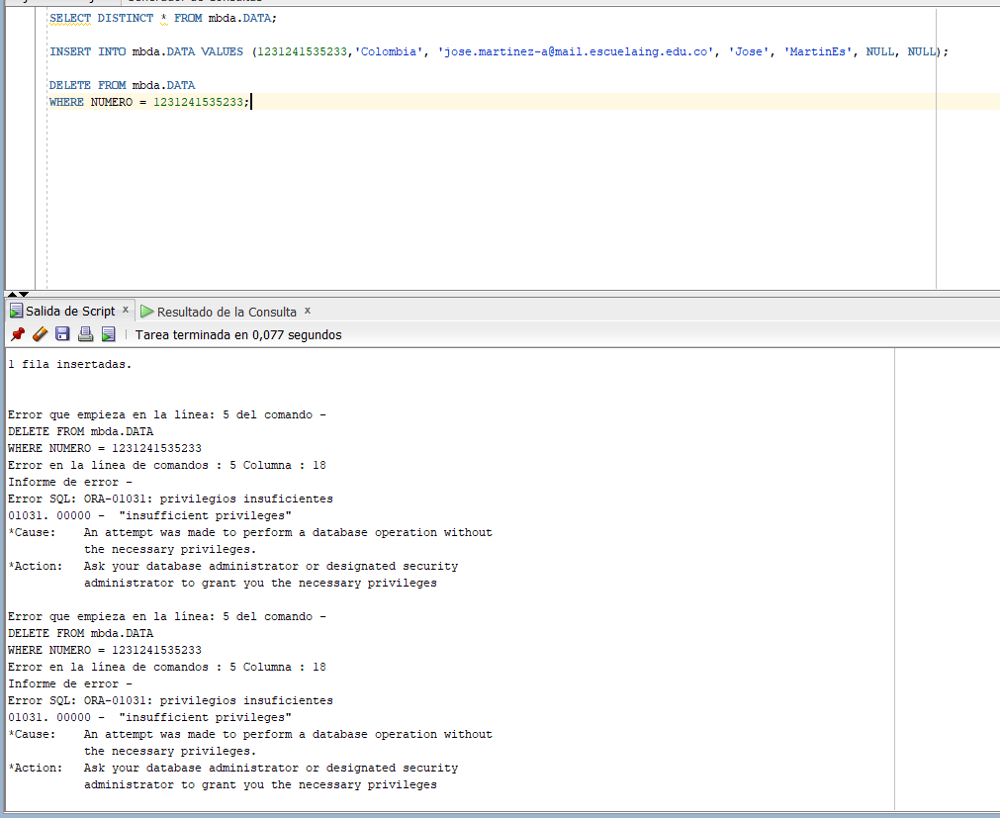 SELECT DISTINCT * FROM mbda.DATA;
INSERT INTO mbda.DATA VALUES (1231241535233,'Colombia', 'jose.martinez-a@mail.escuelaing.edu.co', 'Jose', 'MartinEs', NULL, NULL);
DELETE FROM mbda.DATA
WHERE NUMERO = 1231241535233;
Salida de Script x Resultado de la Consulta x
Tarea terminada en 0,077 segundos
1 fila insertadas.
Error que empieza en la línea: 5 del comando -
DELETE FROM mbda.DATA
WHERE NUMERO = 1231241535233
Error en la línea de comandos : 5 Columna : 18
Informe de error -
Error SQL: ORA-01031: privilegios insuficientes
01031. 00000 - "insufficient privileges"
*Cause: An attempt was made to perform a database operation without
the necessary privileges.
*Action: Ask your database administrator or designated security
administrator to grant you the necessary privileges
Error que empieza en la línea: 5 del comando -
DELETE FROM mbda.DATA
WHERE NUMERO = 1231241535233
Error en la línea de comandos : 5 Columna : 18
Informe de error -
Error SQL: ORA-01031: privilegios insuficientes
01031. 00000 - "insufficient privileges"
*Cause: An attempt was made to perform a database operation without
the necessary privileges.
*Action: Ask your database administrator or designated security
administrator to grant you the necessary privileges